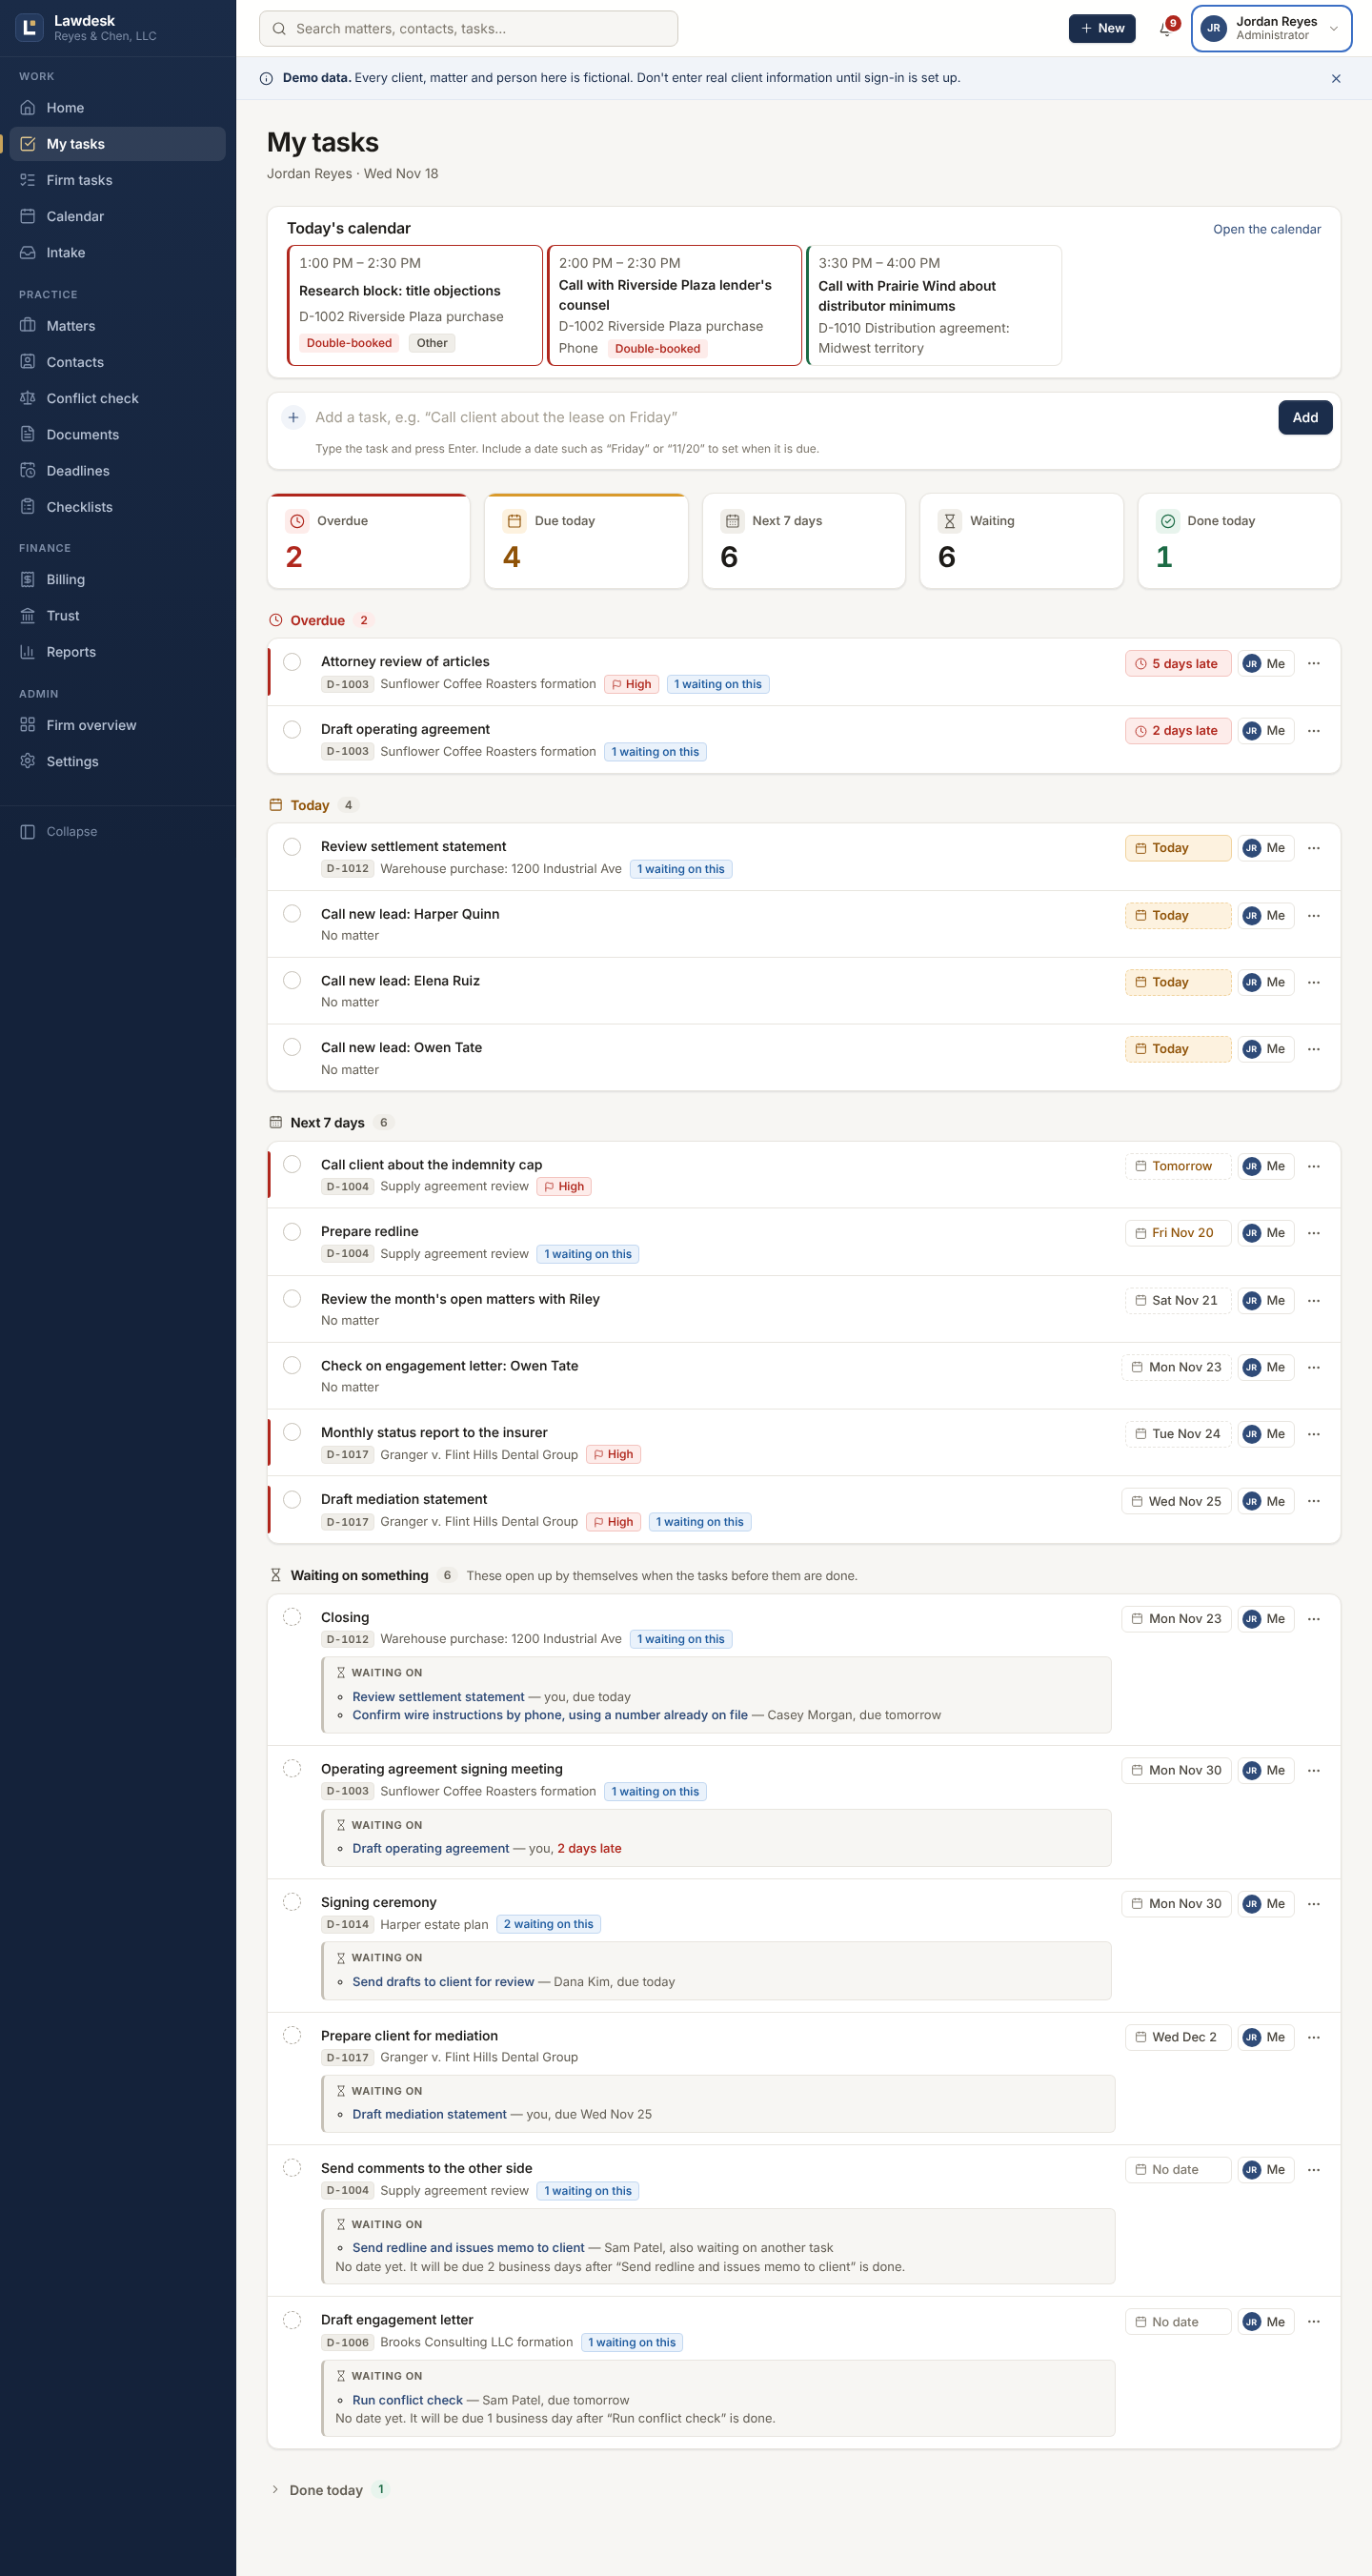 Lawdesk
Reyes & Chen, LLC
WORK
Home
My tasks
Firm tasks
Calendar
Intake
PRACTICE
Matters
Contacts
Conflict check
Documents
Deadlines
Checklists
FINANCE
Billing
Trust
Reports
ADMIN
Firm overview
Settings
Collapse
Search matters, contacts, tasks...
New
9
JR
Jordan Reyes
Administrator
Demo data. Every client, matter and person here is fictional. Don't enter real client information until sign-in is set up.
My tasks
Jordan Reyes · Wed Nov 18
Today's calendar
Open the calendar
1:00 PM – 2:30 PM
Research block: title objections
D-1002 Riverside Plaza purchase
Double-booked Other
2:00 PM – 2:30 PM
Call with Riverside Plaza lender's
counsel
D-1002 Riverside Plaza purchase
Phone Double-booked
3:30 PM – 4:00 PM
Call with Prairie Wind about
distributor minimums
D-1010 Distribution agreement:
Midwest territory
Add a task, e.g. “Call client about the lease on Friday”
Add
Type the task and press Enter. Include a date such as “Friday” or “11/20” to set when it is due.
Overdue
2
Due today
4
Next 7 days
6
Waiting
6
Done today
1
Overdue 2
Attorney review of articles
D-1003 Sunflower Coffee Roasters formation High 1 waiting on this
5 days late JR Me
Draft operating agreement
D-1003 Sunflower Coffee Roasters formation 1 waiting on this
2 days late JR Me
Today 4
Review settlement statement
D-1012 Warehouse purchase: 1200 Industrial Ave 1 waiting on this
Today JR Me
Call new lead: Harper Quinn
No matter
Today JR Me
Call new lead: Elena Ruiz
No matter
Today JR Me
Call new lead: Owen Tate
No matter
Today JR Me
Next 7 days 6
Call client about the indemnity cap
D-1004 Supply agreement review High
Tomorrow JR Me
Prepare redline
D-1004 Supply agreement review 1 waiting on this
Fri Nov 20 JR Me
Review the month's open matters with Riley
No matter
Sat Nov 21 JR Me
Check on engagement letter: Owen Tate
No matter
Mon Nov 23 JR Me
Monthly status report to the insurer
D-1017 Granger v. Flint Hills Dental Group High
Tue Nov 24 JR Me
Draft mediation statement
D-1017 Granger v. Flint Hills Dental Group High 1 waiting on this
Wed Nov 25 JR Me
Waiting on something 6 These open up by themselves when the tasks before them are done.
Closing
D-1012 Warehouse purchase: 1200 Industrial Ave 1 waiting on this
Mon Nov 23 JR Me
WAITING ON
Review settlement statement — you, due today
Confirm wire instructions by phone, using a number already on file — Casey Morgan, due tomorrow
Operating agreement signing meeting
D-1003 Sunflower Coffee Roasters formation 1 waiting on this
Mon Nov 30 JR Me
WAITING ON
Draft operating agreement — you, 2 days late
Signing ceremony
D-1014 Harper estate plan 2 waiting on this
Mon Nov 30 JR Me
WAITING ON
Send drafts to client for review — Dana Kim, due today
Prepare client for mediation
D-1017 Granger v. Flint Hills Dental Group
Wed Dec 2 JR Me
WAITING ON
Draft mediation statement — you, due Wed Nov 25
Send comments to the other side
D-1004 Supply agreement review 1 waiting on this
No date JR Me
WAITING ON
Send redline and issues memo to client — Sam Patel, also waiting on another task
No date yet. It will be due 2 business days after “Send redline and issues memo to client” is done.
Draft engagement letter
D-1006 Brooks Consulting LLC formation 1 waiting on this
No date JR Me
WAITING ON
Run conflict check — Sam Patel, due tomorrow
No date yet. It will be due 1 business day after “Run conflict check” is done.
Done today 1